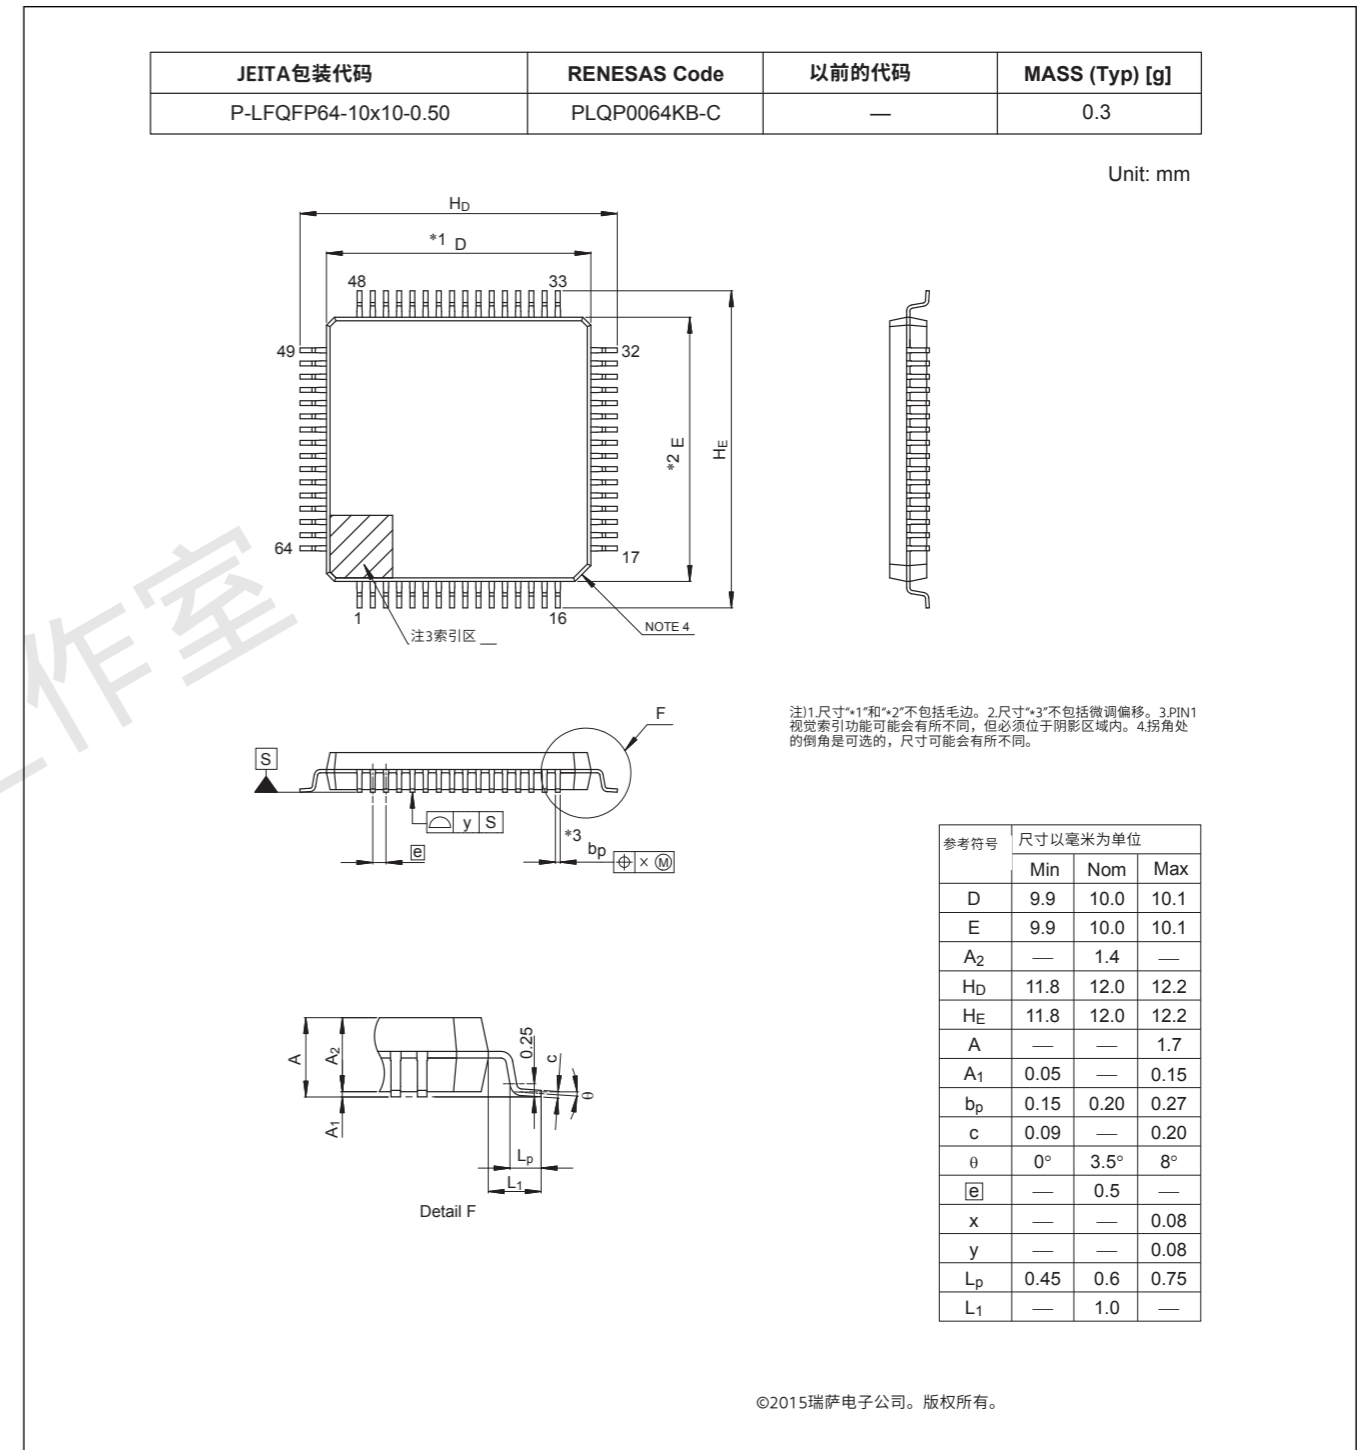 JEITA包装代码 RENESAS Code 以前的代码 MASS (Typ) [g]
P-LFQFP64-10x10-0.50 PLQP0064KB-C — 0.3
Unit: mm
HD
*1 D
48 33
49 32
*2 E
HE
64 17
1 16
注3索引区
NOTE 4
注)1.尺寸“*1”和“*2”不包括毛边。2.尺寸“*3”不包括微调偏移。3.PIN1
视觉索引功能可能会有所不同，但必须位于阴影区域内。4.拐角处
的倒角是可选的，尺寸可能会有所不同。
F
S
y S
*3
e
bp
x M
参考符号 尺寸以毫米为单位
Min Nom Max
D 9.9 10.0 10.1
E 9.9 10.0 10.1
A2 — 1.4 —
HD 11.8 12.0 12.2
HE 11.8 12.0 12.2
A — — 1.7
A1 0.05 — 0.15
bp 0.15 0.20 0.27
c 0.09 — 0.20
θ 0° 3.5° 8°
e — 0.5 —
x — — 0.08
y — — 0.08
Lp 0.45 0.6 0.75
L1 — 1.0 —
A
A2
A1
0.25
c
θ
Lp
L1
Detail F
©2015瑞萨电子公司。版权所有。
作室